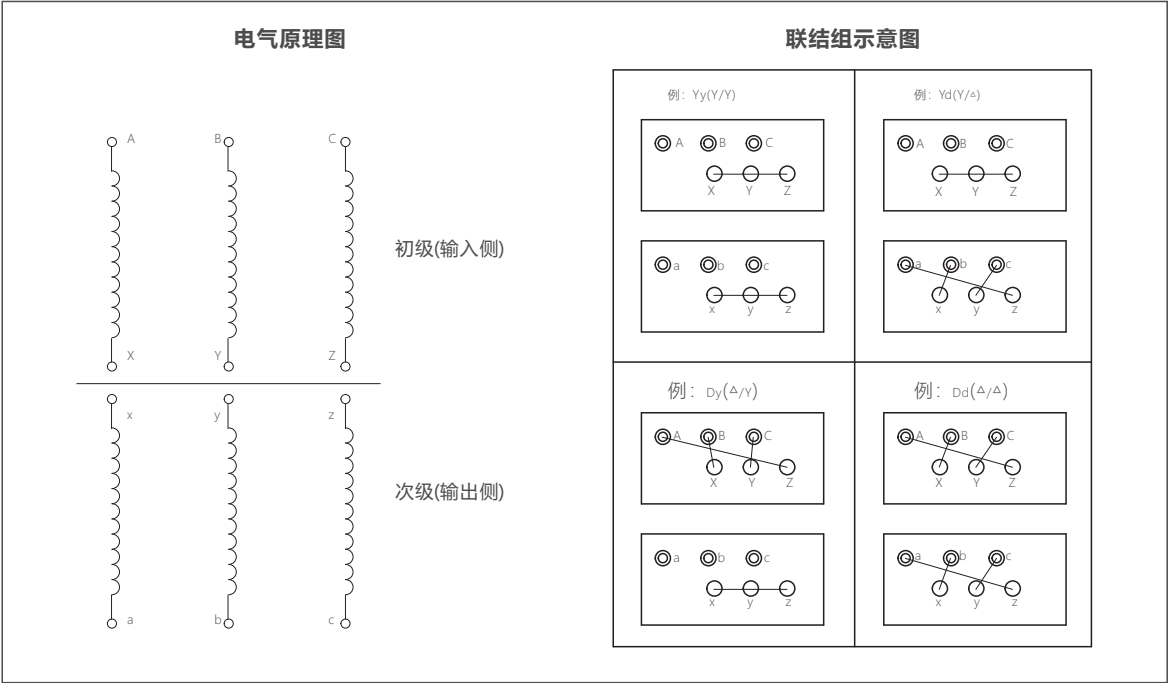 电气原理图
A B C
初级(输入侧)
X Y Z
x y z
次级(输出侧)
a b c
联结组示意图
例：Yy(Y/Y)
A B C
X Y Z
a b c
x y z
例：Yd(Y/△)
A B C
X Y Z
a b c
x y z
例：Dy(△/Y)
A B C
X Y Z
a b c
x y z
例：Dd(△/△)
A B C
X Y Z
a b c
x y z